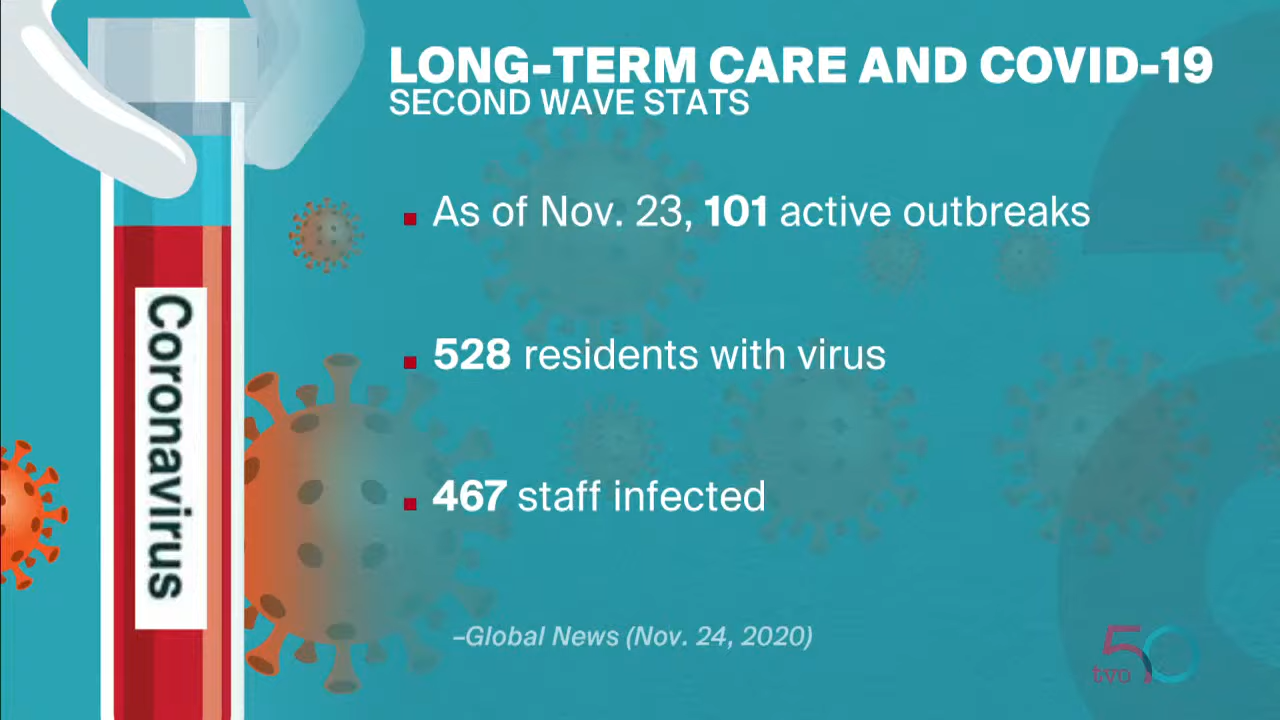 LONG-TERM CARE AND COVID-19
SECOND WAVE STATS
As of Nov. 23, 101 active outbreaks
528 residents with virus
467 staff infected
–Global News (Nov. 24, 2020)
Coronavirus
tvo 50